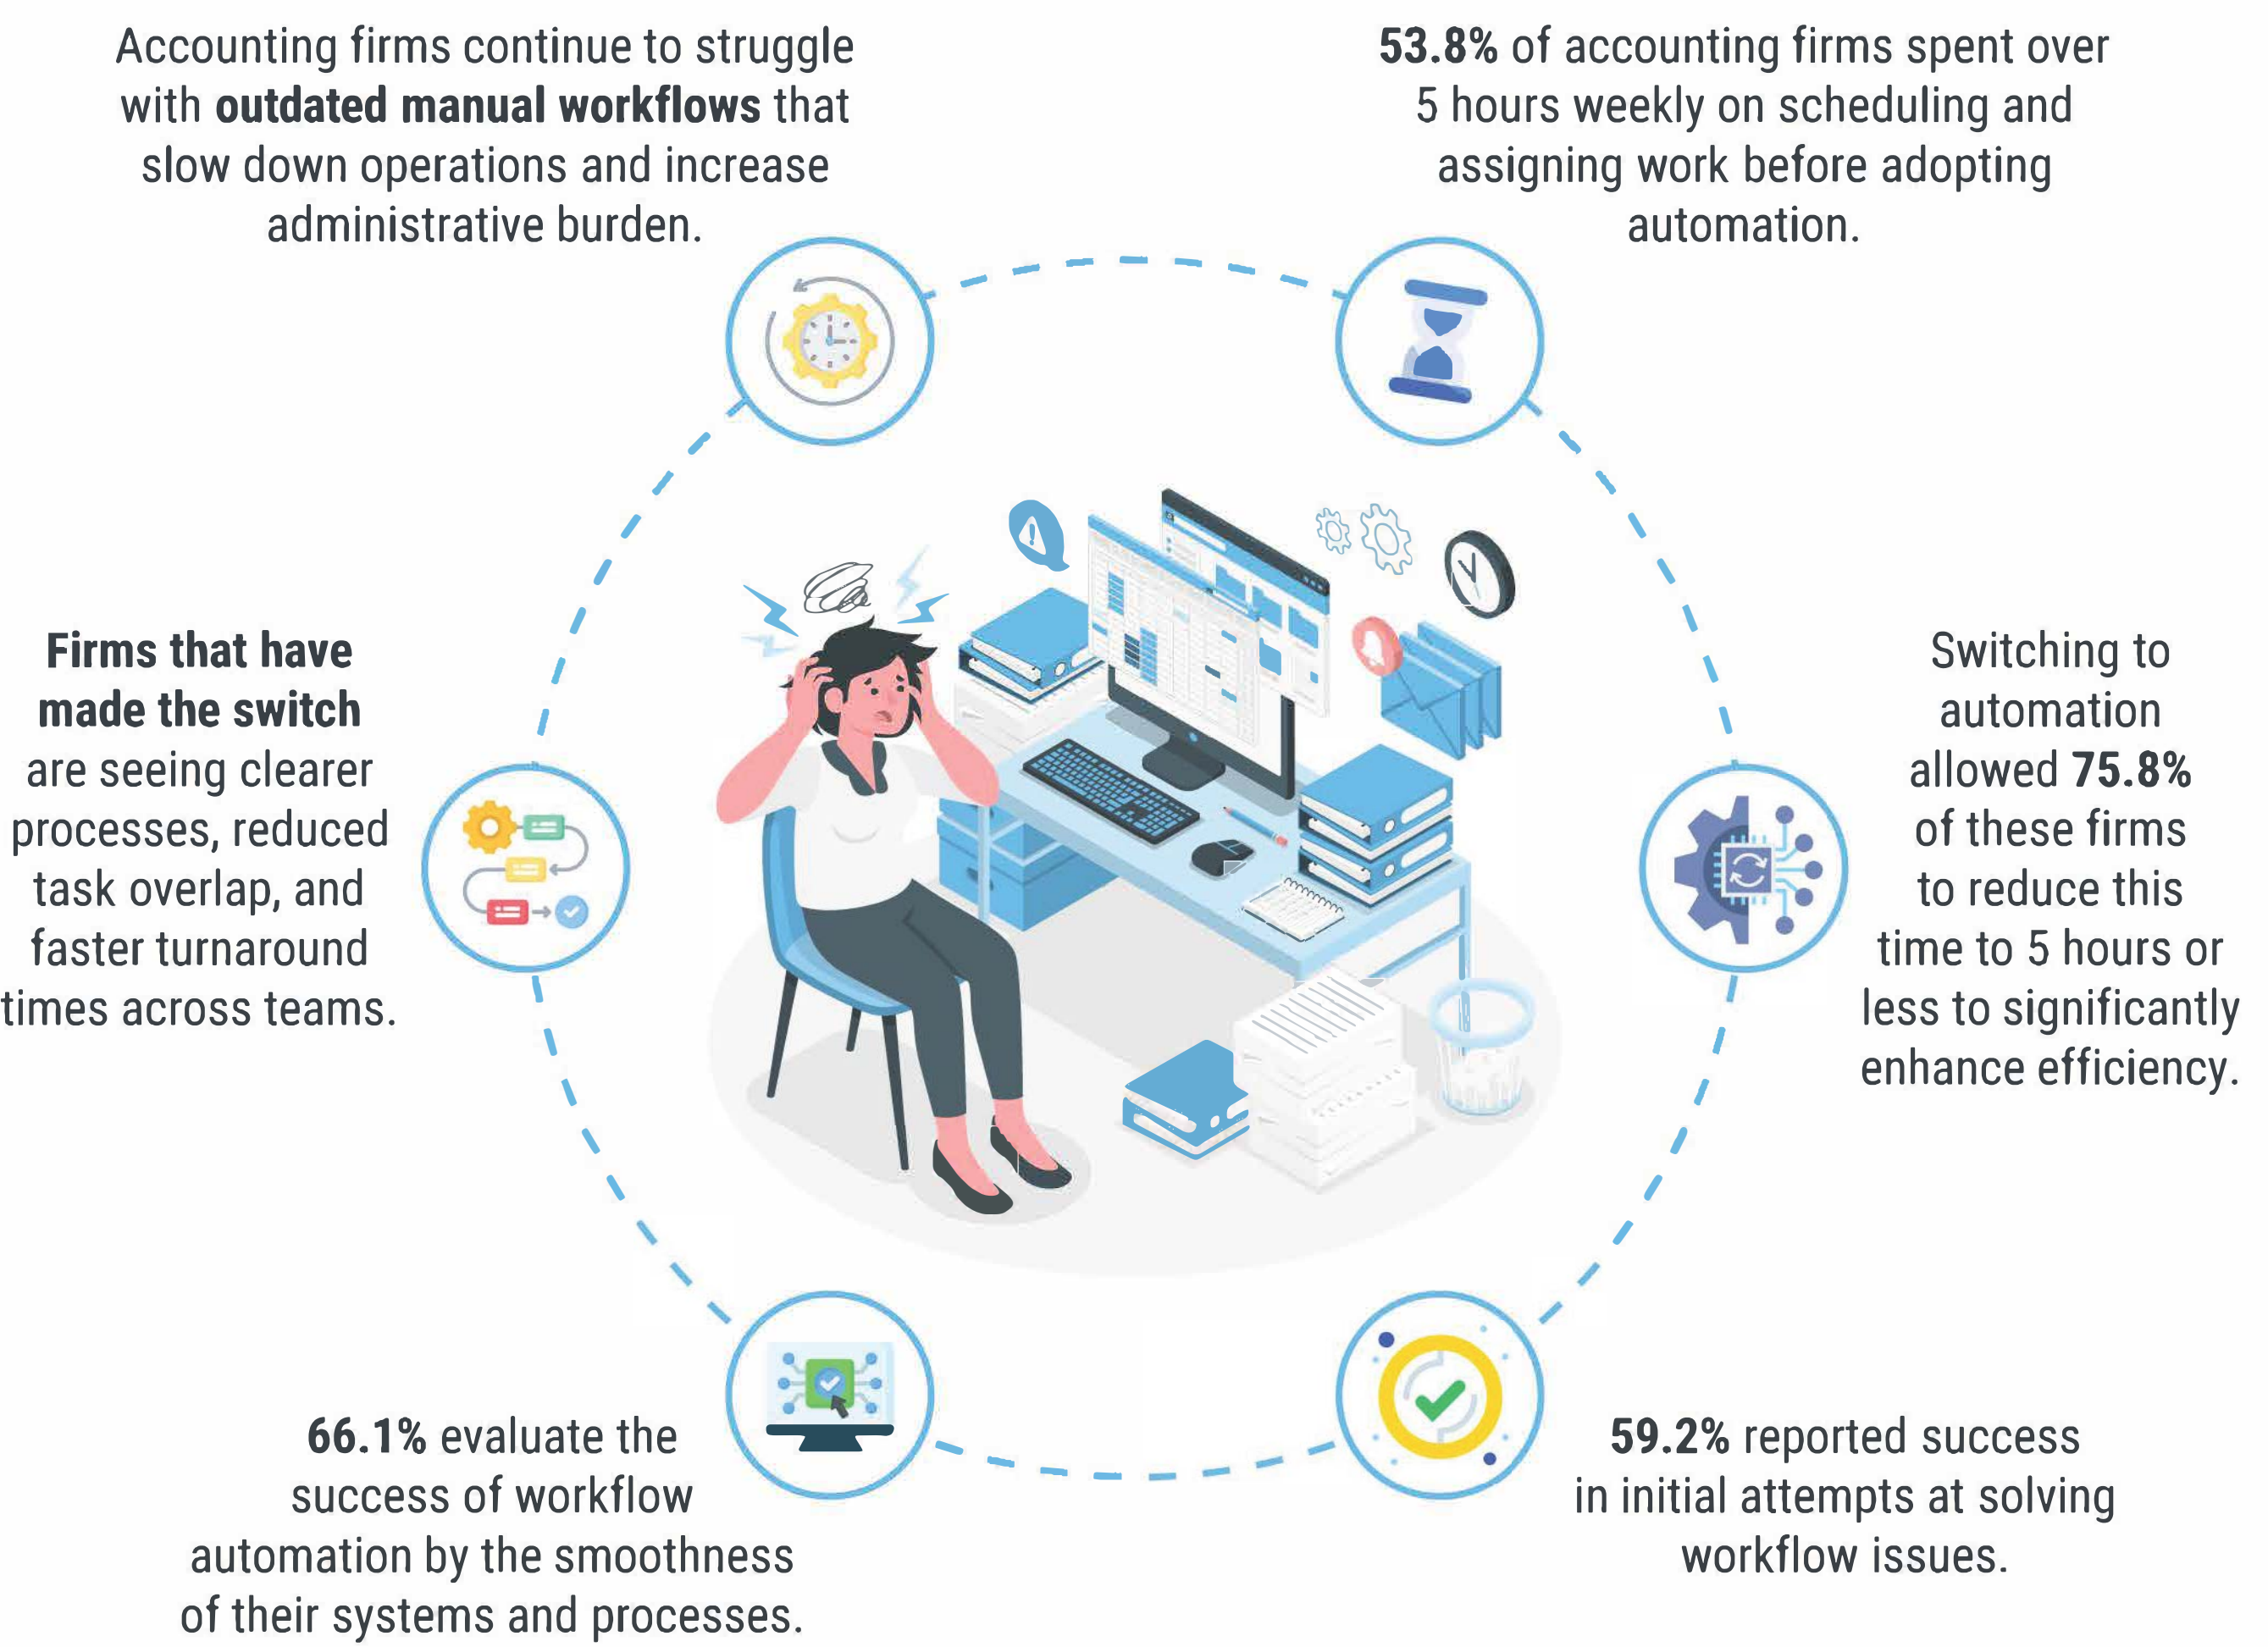 Accounting firms continue to struggle
with outdated manual workflows that
slow down operations and increase
administrative burden.
53.8% of accounting firms spent over
5 hours weekly on scheduling and
assigning work before adopting
automation.
Switching to
automation
allowed 75.8%
of these firms
to reduce this
time to 5 hours or
less to significantly
enhance efficiency.
59.2% reported success
in initial attempts at solving
workflow issues.
66.1% evaluate the
success of workflow
automation by the smoothness
of their systems and processes.
Firms that have
made the switch
are seeing clearer
processes, reduced
task overlap, and
faster turnaround
times across teams.